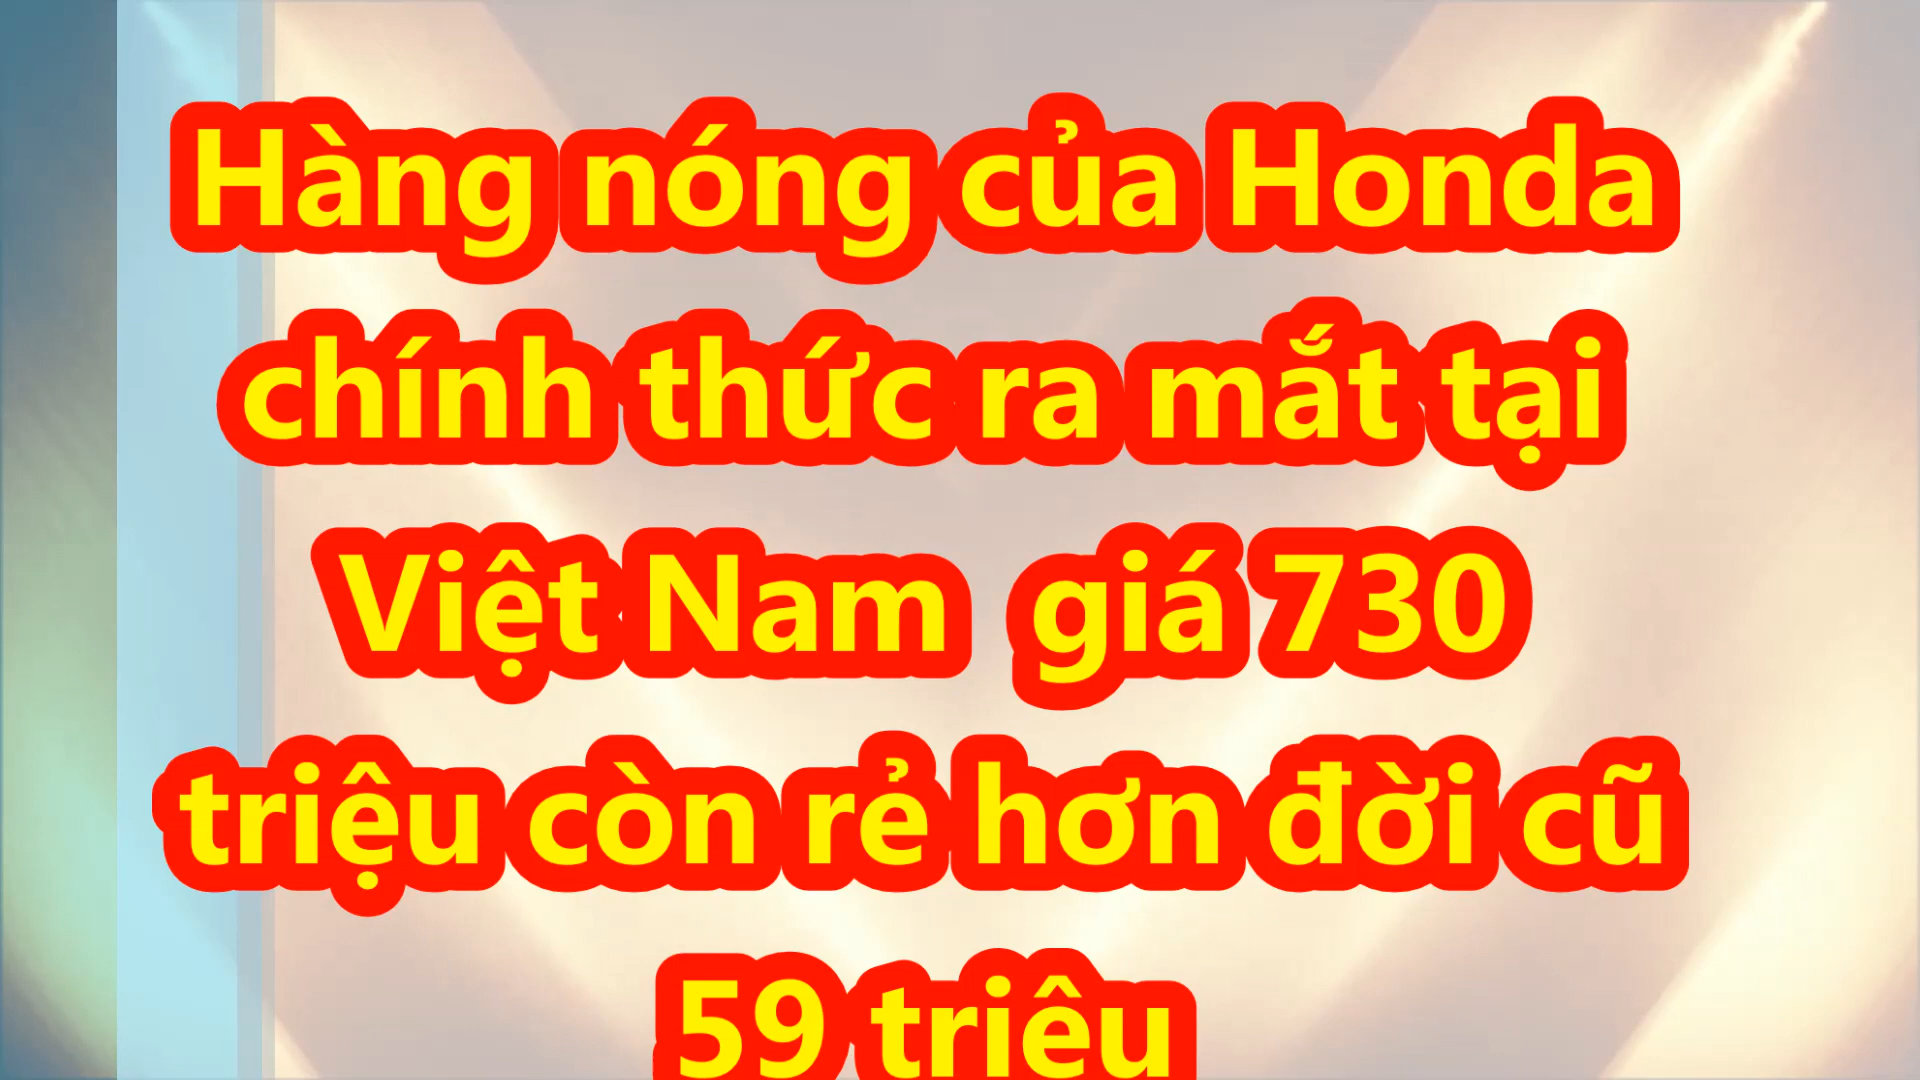 Hàng nóng của Honda
chính thức ra mắt tại
Việt Nam giá 730
triệu còn rẻ hơn đời cũ
59 triệu